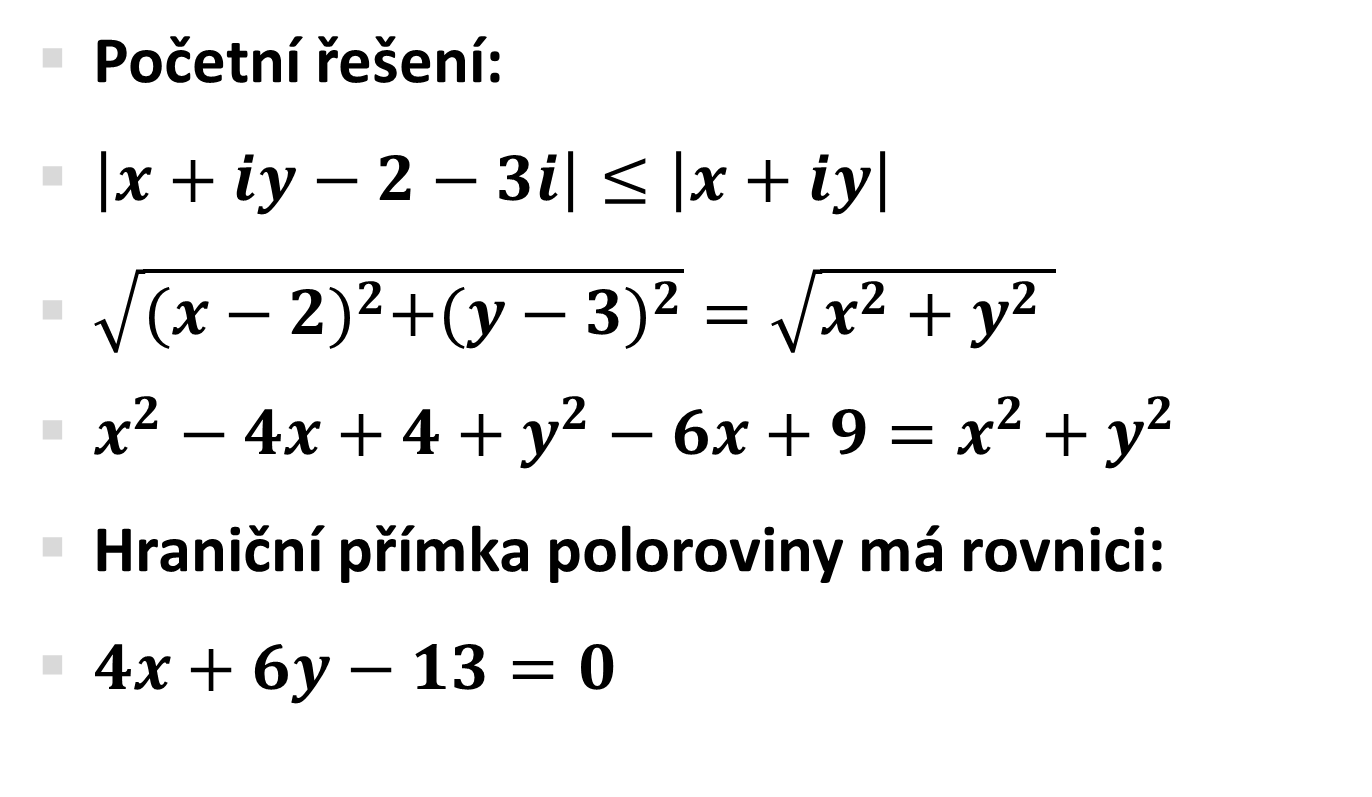 Početní řešení:
|x + iy − 2 − 3i| ≤ |x + iy|
√(x − 2)²+(y − 3)² = √x² + y²
x² − 4x + 4 + y² − 6x + 9 = x² + y²
Hraniční přímka poloroviny má rovnici:
4x + 6y − 13 = 0